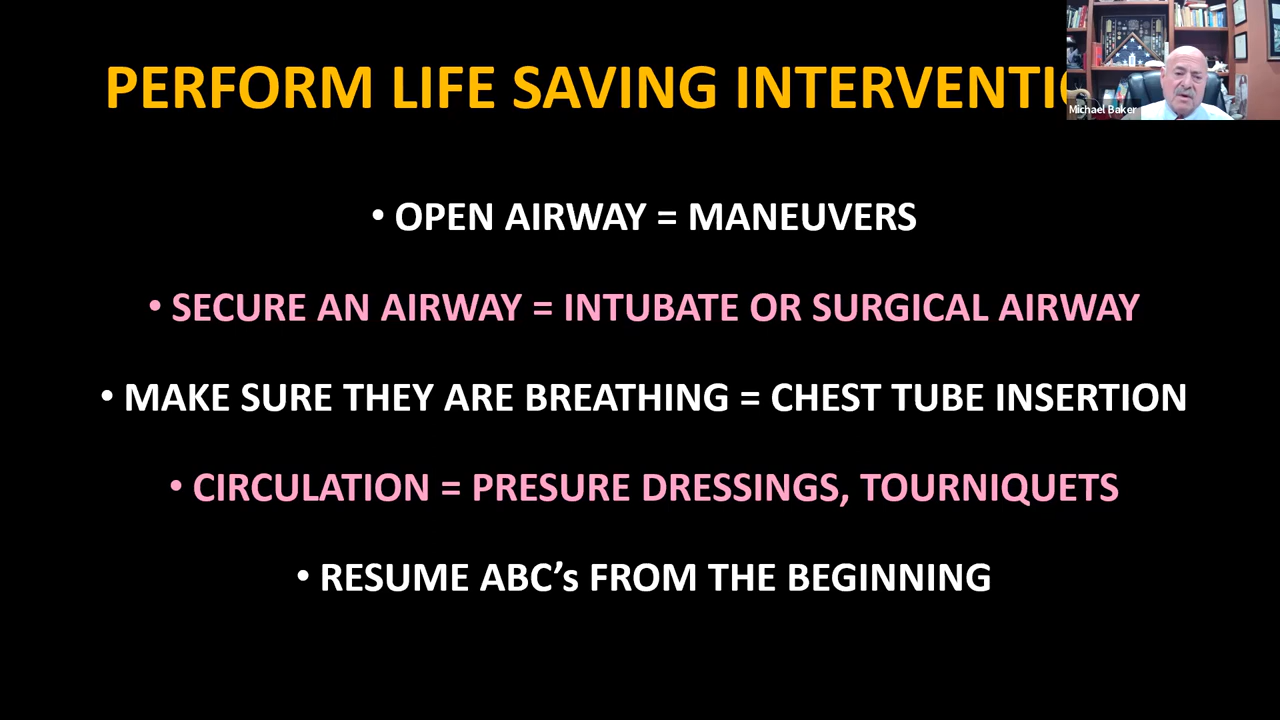 PERFORM LIFE SAVING
Michael Baker
• OPEN AIRWAY = MANEUVERS
• SECURE AN AIRWAY = INTUBATE OR SURGICAL AIRWAY
• MAKE SURE THEY ARE BREATHING = CHEST TUBE INSERTION
• CIRCULATION = PRESURE DRESSINGS, TOURNIQUETS
• RESUME ABC’s FROM THE BEGINNING